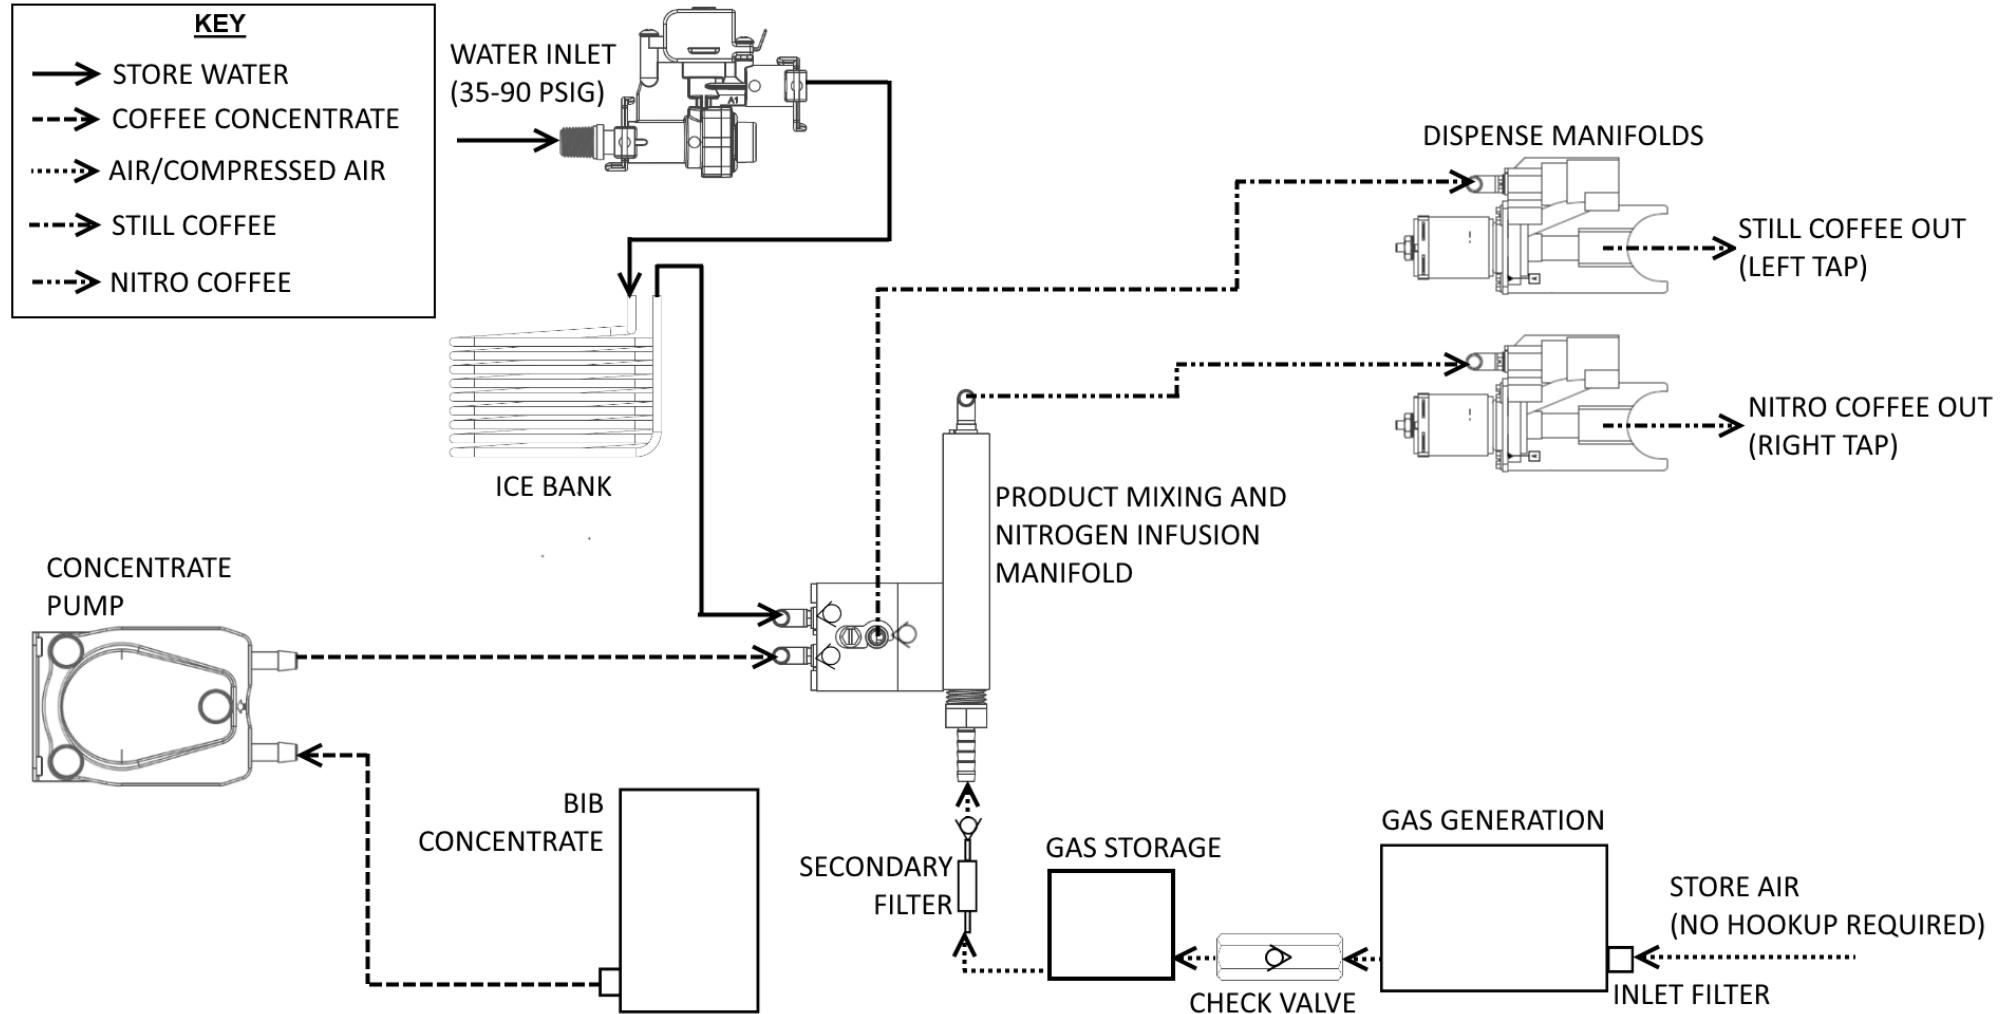 KEY
STORE WATER
COFFEE CONCENTRATE
AIR/COMPRESSED AIR
STILL COFFEE
NITRO COFFEE
WATER INLET
(35-90 PSIG)
A1
DISPENSE MANIFOLDS
STILL COFFEE OUT
(LEFT TAP)
NITRO COFFEE OUT
(RIGHT TAP)
ICE BANK
PRODUCT MIXING AND
NITROGEN INFUSION
MANIFOLD
CONCENTRATE
PUMP
BIB
CONCENTRATE
SECONDARY
FILTER
GAS STORAGE
GAS GENERATION
STORE AIR
(NO HOOKUP REQUIRED)
INLET FILTER
CHECK VALVE